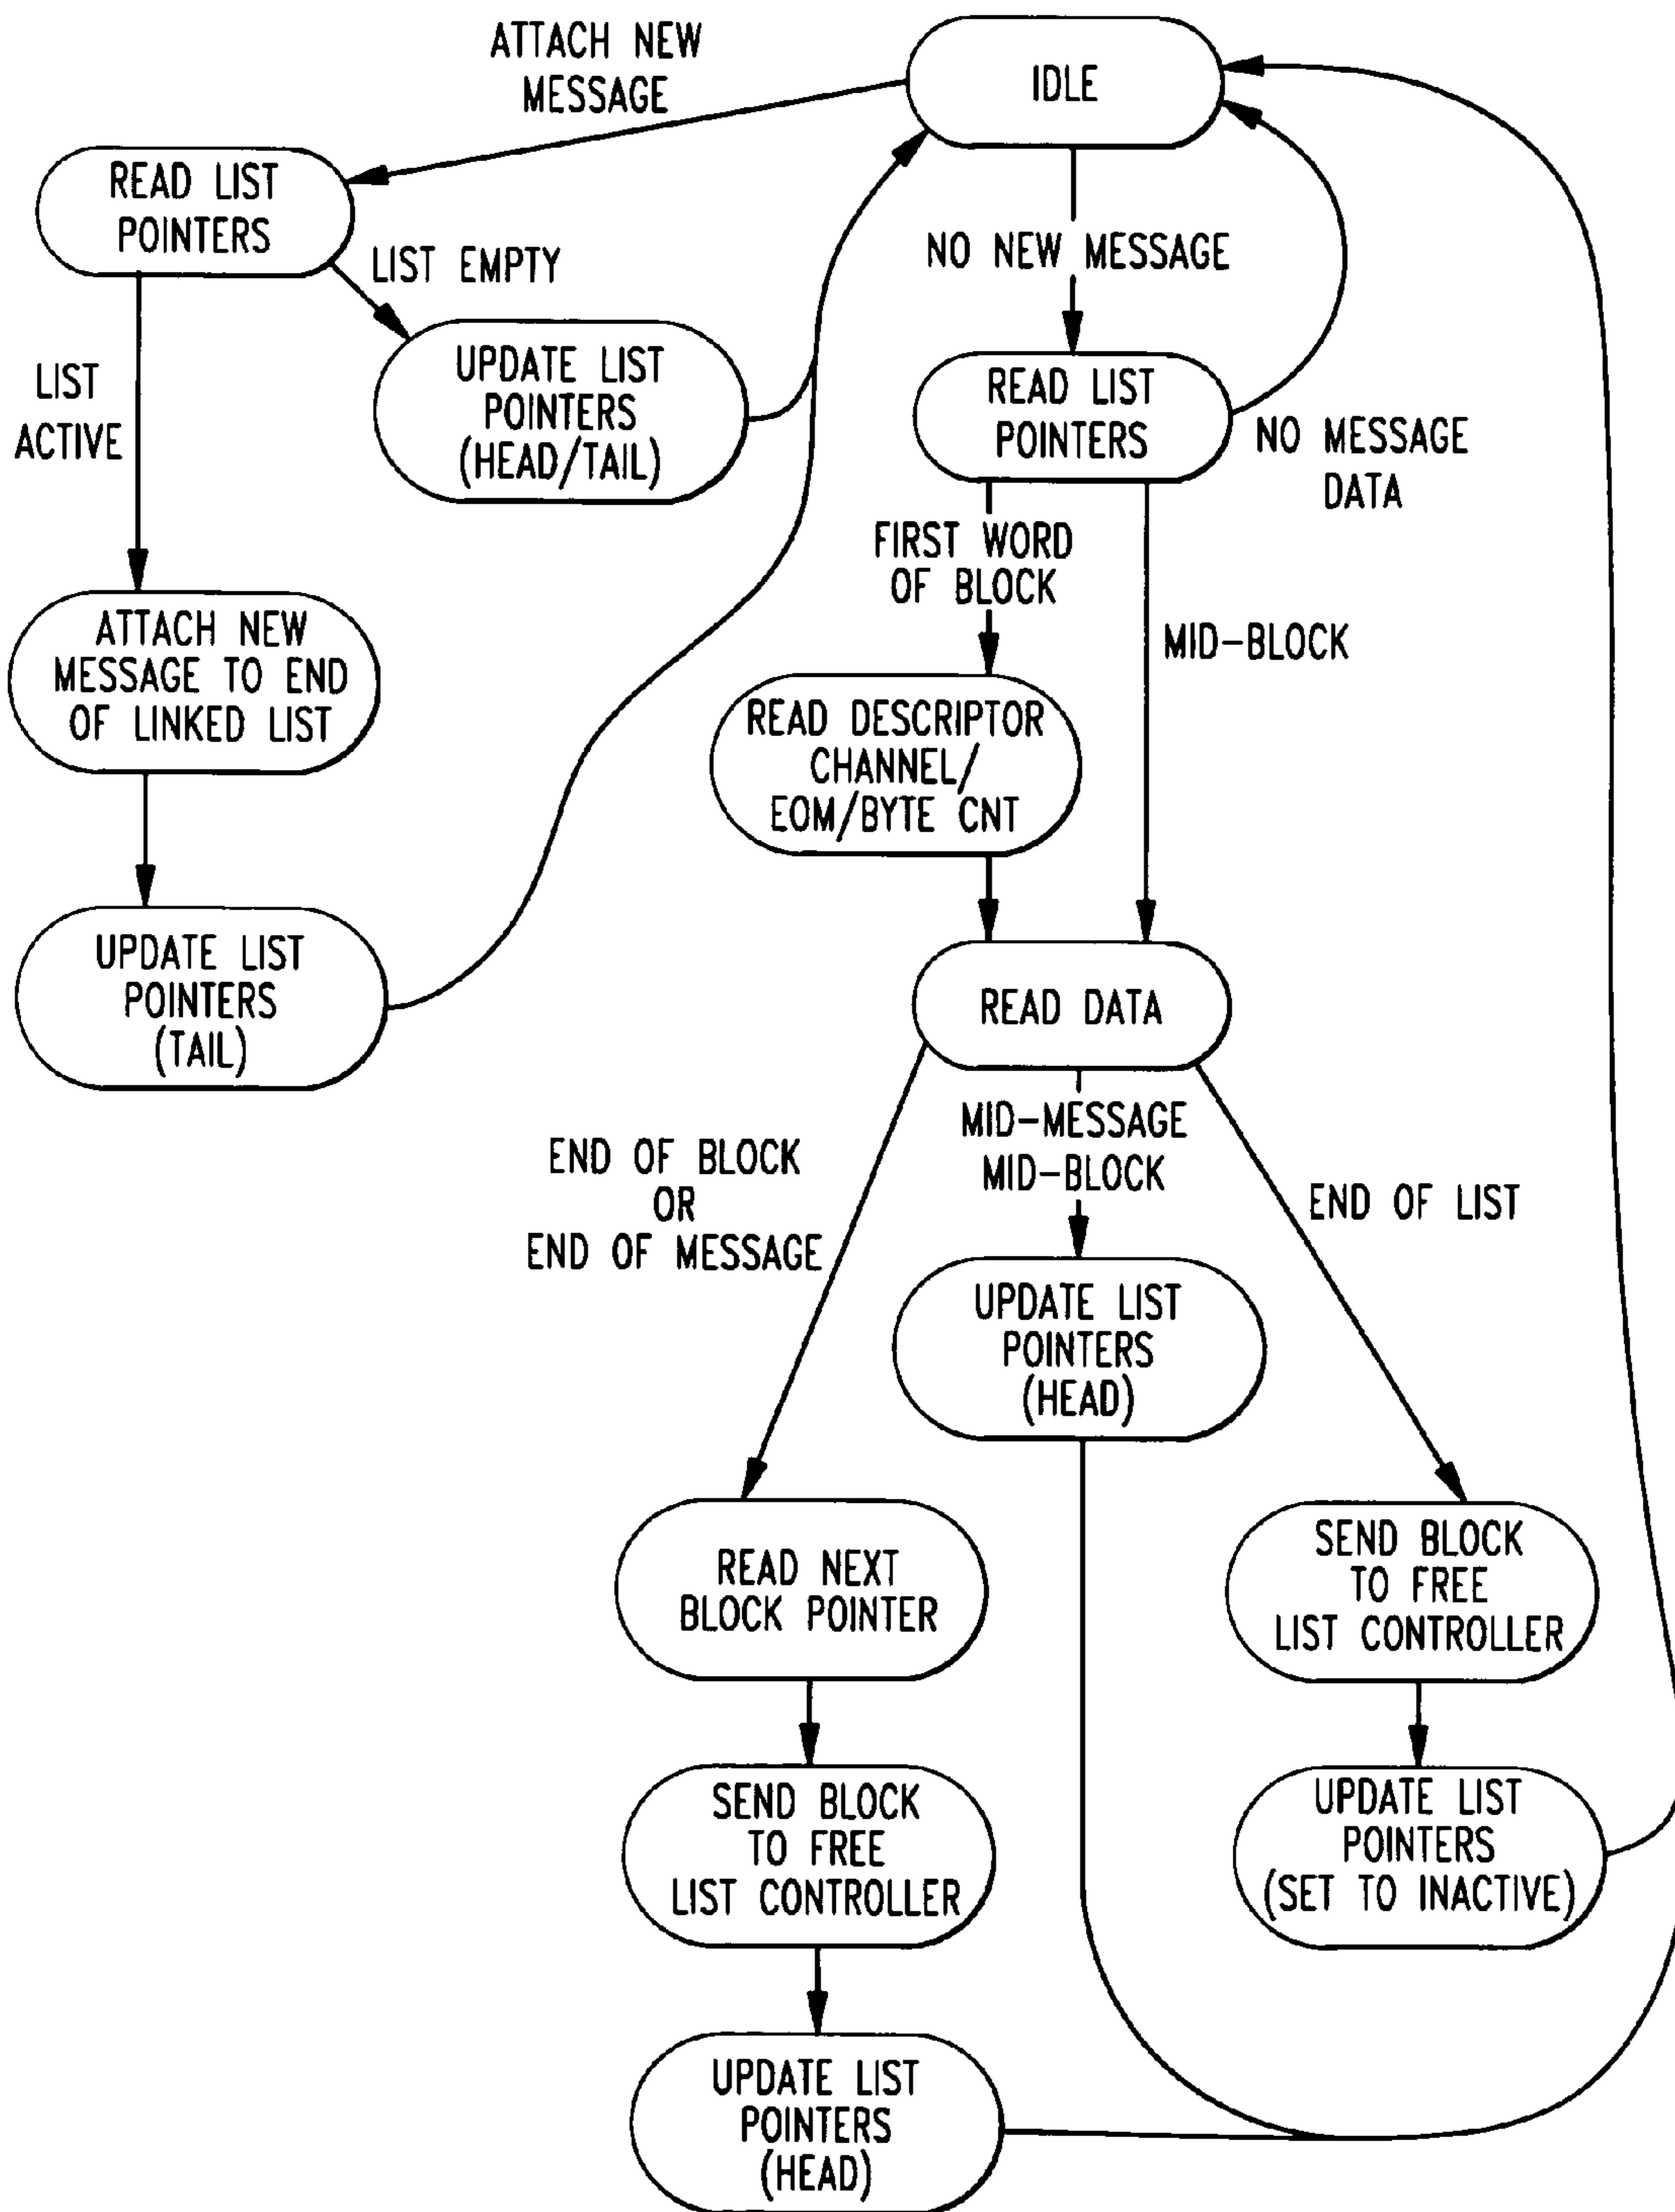 ATTACH NEW
MESSAGE
IDLE
READ LIST
POINTERS
LIST EMPTY
NO NEW MESSAGE
UPDATE LIST
POINTERS
(HEAD/TAIL)
LIST
ACTIVE
READ LIST
POINTERS
NO MESSAGE
DATA
FIRST WORD
OF BLOCK
MID-BLOCK
ATTACH NEW
MESSAGE TO END
OF LINKED LIST
READ DESCRIPTOR
CHANNEL/
EOM/BYTE CNT
UPDATE LIST
POINTERS
(TAIL)
READ DATA
END OF BLOCK
OR
END OF MESSAGE
MID-MESSAGE
MID-BLOCK
END OF LIST
UPDATE LIST
POINTERS
(HEAD)
READ NEXT
BLOCK POINTER
SEND BLOCK
TO FREE
LIST CONTROLLER
SEND BLOCK
TO FREE
LIST CONTROLLER
UPDATE LIST
POINTERS
(SET TO INACTIVE)
UPDATE LIST
POINTERS
(HEAD)